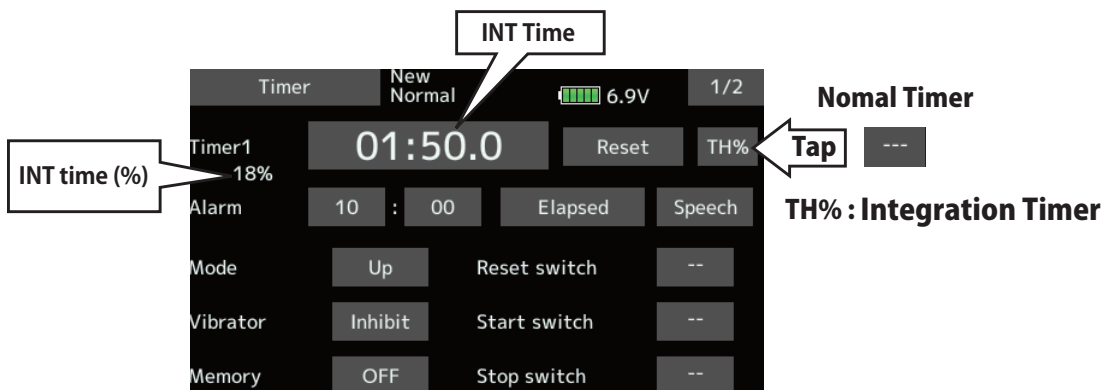 INT Time
Timer New Normal 6.9V 1/2
Nomal Timer
Timer1 01:50.0 Reset TH% Tap ---
INT time (%) 18%
Alarm 10 : 00 Elapsed Speech
TH% : Integration Timer
Mode Up Reset switch --
Vibrator Inhibit Start switch --
Memory OFF Stop switch --